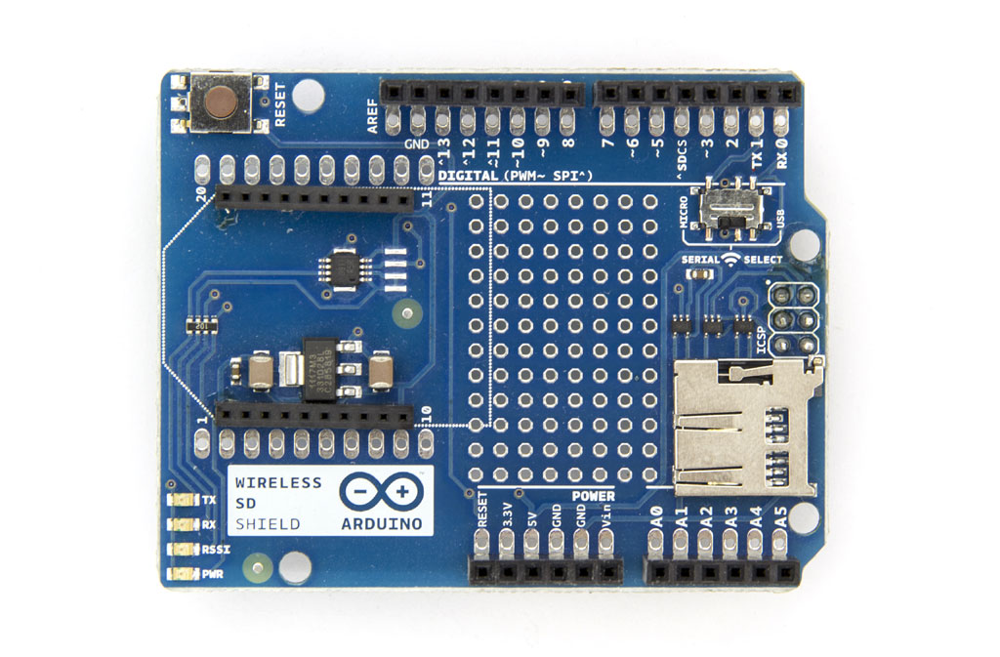 RESET
AREF
GND
^13
^12
~11
~10
~9
8
7
~6
~5
^SDCS
~3
2
TX 1
RX 0
DIGITAL (PWM~ SPI^)
20
11
MICRO
USB
SERIAL SELECT
ICSP
1
10
WIRELESS
SD
SHIELD
ARDUINO
TX
RX
RSSI
PWR
POWER
RESET
3.3V
5V
GND
GND
Vin
A0
A1
A2
A3
A4
A5